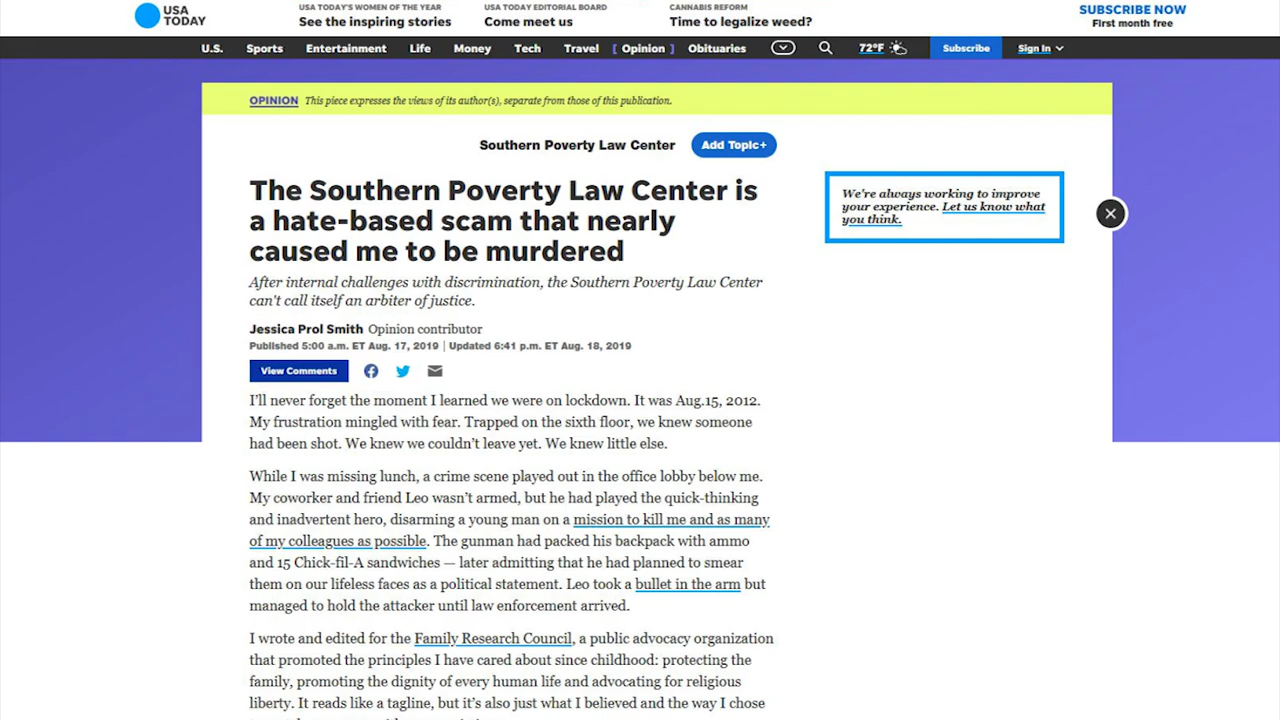 USA TODAY
USA TODAY'S WOMEN OF THE YEAR
See the inspiring stories
USA TODAY EDITORIAL BOARD
Come meet us
CANNABIS REFORM
Time to legalize weed?
SUBSCRIBE NOW
First month free
U.S. Sports Entertainment Life Money Tech Travel [ Opinion ] Obituaries 72°F Subscribe Sign In
OPINION This piece expresses the views of its author(s), separate from those of this publication.
Southern Poverty Law Center Add Topic+
The Southern Poverty Law Center is
a hate-based scam that nearly
caused me to be murdered
After internal challenges with discrimination, the Southern Poverty Law Center
can't call itself an arbiter of justice.
Jessica Prol Smith Opinion contributor
Published 5:00 a.m. ET Aug. 17, 2019 | Updated 6:41 p.m. ET Aug. 18, 2019
View Comments
I'll never forget the moment I learned we were on lockdown. It was Aug.15, 2012.
My frustration mingled with fear. Trapped on the sixth floor, we knew someone
had been shot. We knew we couldn't leave yet. We knew little else.
While I was missing lunch, a crime scene played out in the office lobby below me.
My coworker and friend Leo wasn't armed, but he had played the quick-thinking
and inadvertent hero, disarming a young man on a mission to kill me and as many
of my colleagues as possible. The gunman had packed his backpack with ammo
and 15 Chick-fil-A sandwiches — later admitting that he had planned to smear
them on our lifeless faces as a political statement. Leo took a bullet in the arm but
managed to hold the attacker until law enforcement arrived.
I wrote and edited for the Family Research Council, a public advocacy organization
that promoted the principles I have cared about since childhood: protecting the
family, promoting the dignity of every human life and advocating for religious
liberty. It reads like a tagline, but it's also just what I believed and the way I chose
We're always working to improve
your experience. Let us know what
you think.